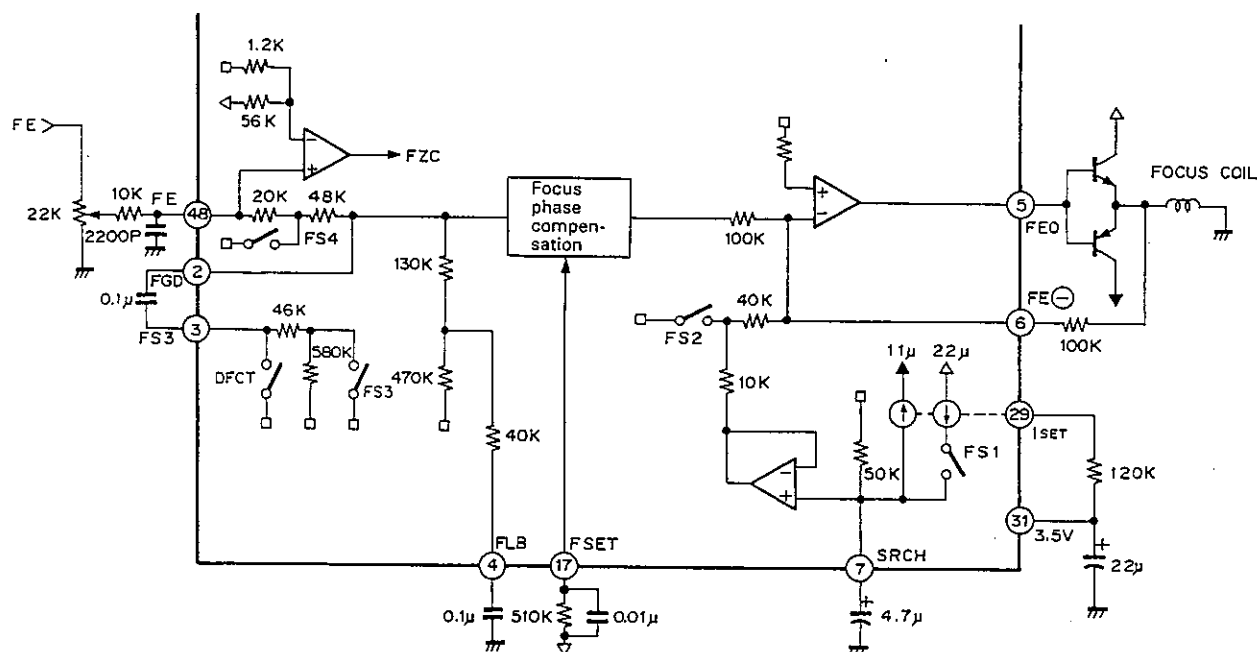 1.2K
56K
FZC
FE
10K
FE
48
20K
48K
FS4
22K
2200P
2
FGD
0.1μ
3
FS3
46K
580K
DFCT
FS3
130K
470K
40K
Focus
phase
compen-
sation
100K
5
FEO
FOCUS COIL
FE
6
100K
40K
FS2
10K
11μ
22μ
29
ISET
FS1
50K
120K
31
3.5V
22μ
FLB
4
FSET
17
SRCH
7
0.1μ
510K
0.01μ
4.7μ